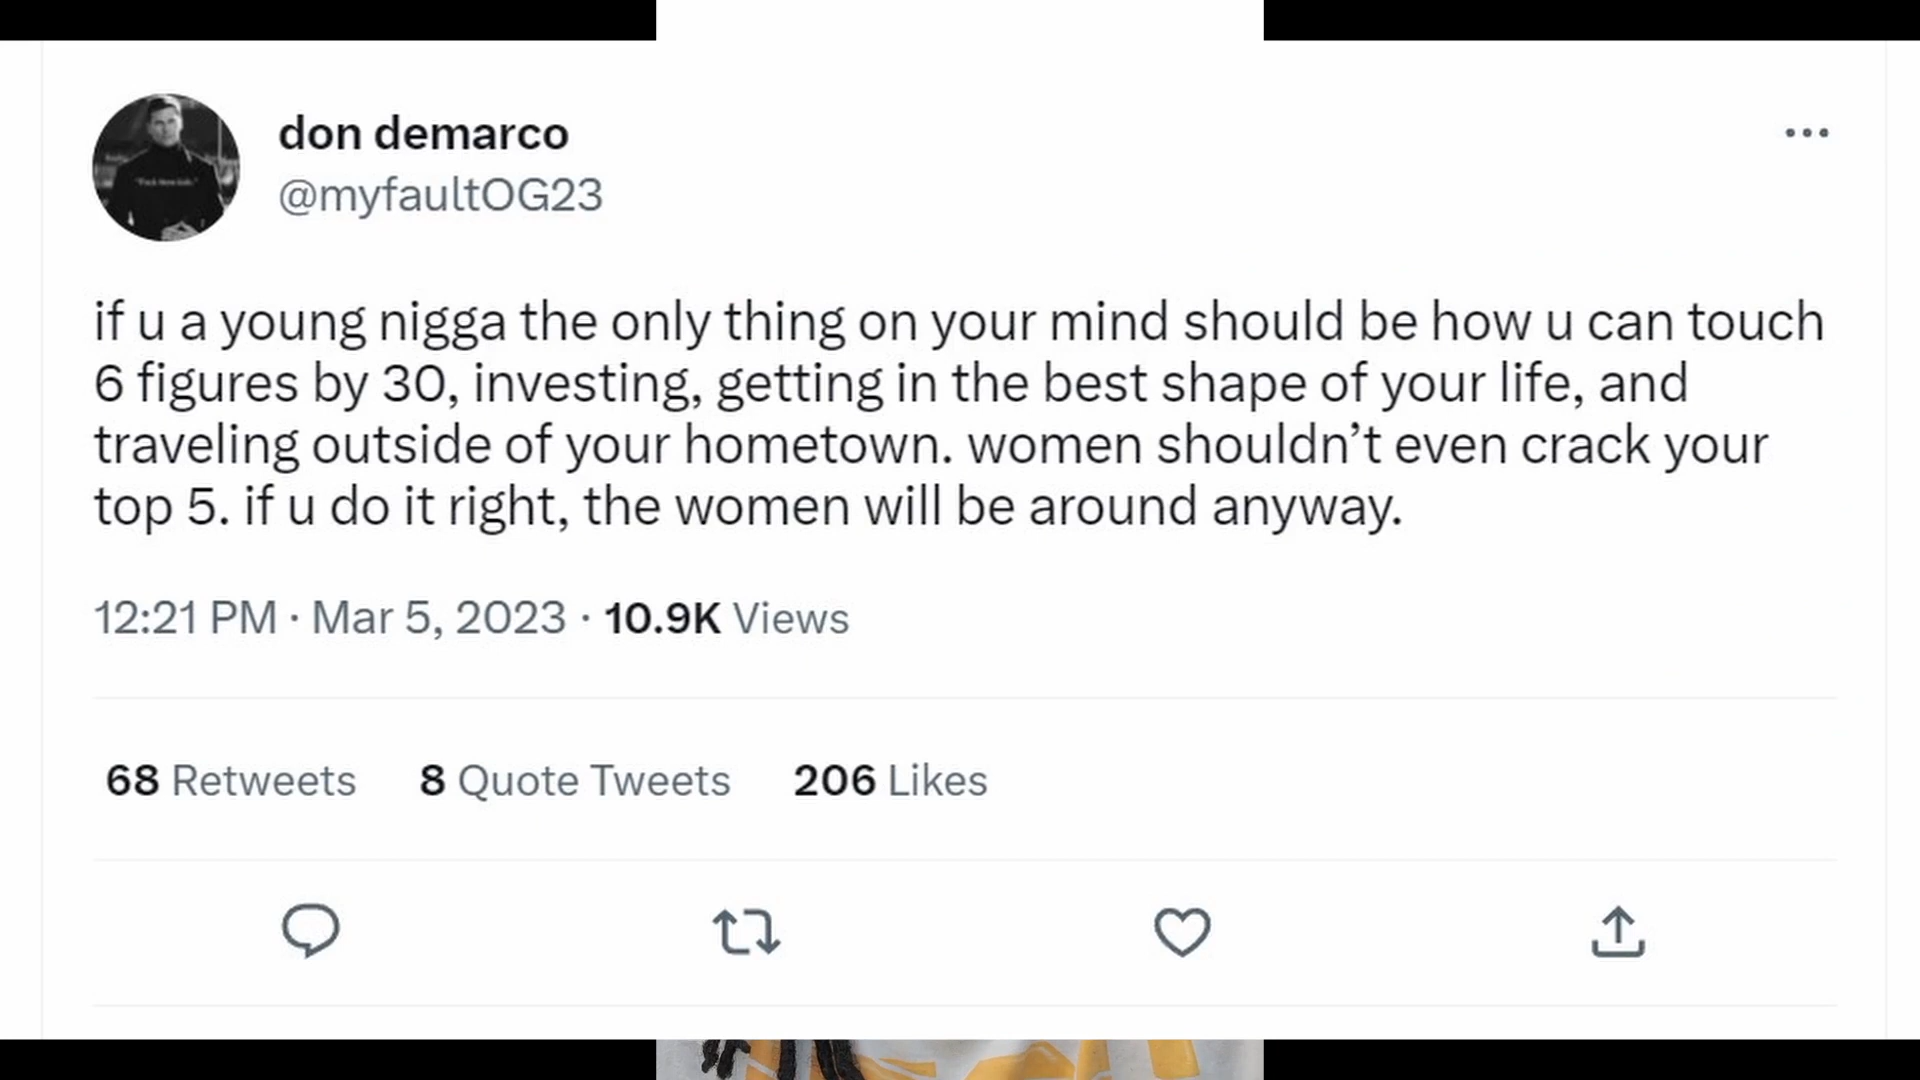 don demarco
@myfaultOG23
if u a young nigga the only thing on your mind should be how u can touch
6 figures by 30, investing, getting in the best shape of your life, and
traveling outside of your hometown. women shouldn’t even crack your
top 5. if u do it right, the women will be around anyway.
12:21 PM · Mar 5, 2023 · 10.9K Views
68 Retweets 8 Quote Tweets 206 Likes